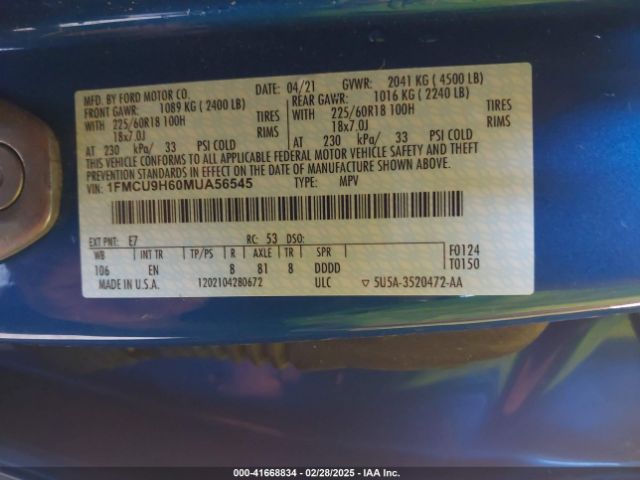 MFD. BY FORD MOTOR CO. DATE: 04/21 GVWR: 2041 KG ( 4500 LB)
FRONT GAWR: 1089 KG ( 2400 LB) REAR GAWR: 1016 KG ( 2240 LB)
WITH 225/60R18 100H TIRES WITH 225/60R18 100H TIRES
18x7.0J RIMS 18x7.0J RIMS
AT 230 kPa/ 33 PSI COLD AT 230 kPa/ 33 PSI COLD
THIS VEHICLE CONFORMS TO ALL APPLICABLE FEDERAL MOTOR VEHICLE SAFETY AND THEFT
PREVENTION STANDARDS IN EFFECT ON THE DATE OF MANUFACTURE SHOWN ABOVE.
VIN: 1FMCU9H60MUA56545 TYPE: MPV
EXT PNT: E7 RC: 53 DSO:
WB INT TR TP/PS R AXLE TR SPR F0124
106 EN 8 81 8 DDDD T0150
MADE IN U.S.A. 1202104280672 ULC ▽ 5U5A-3520472-AA
000-41668834 / 02/28/2025 - IAAI.com